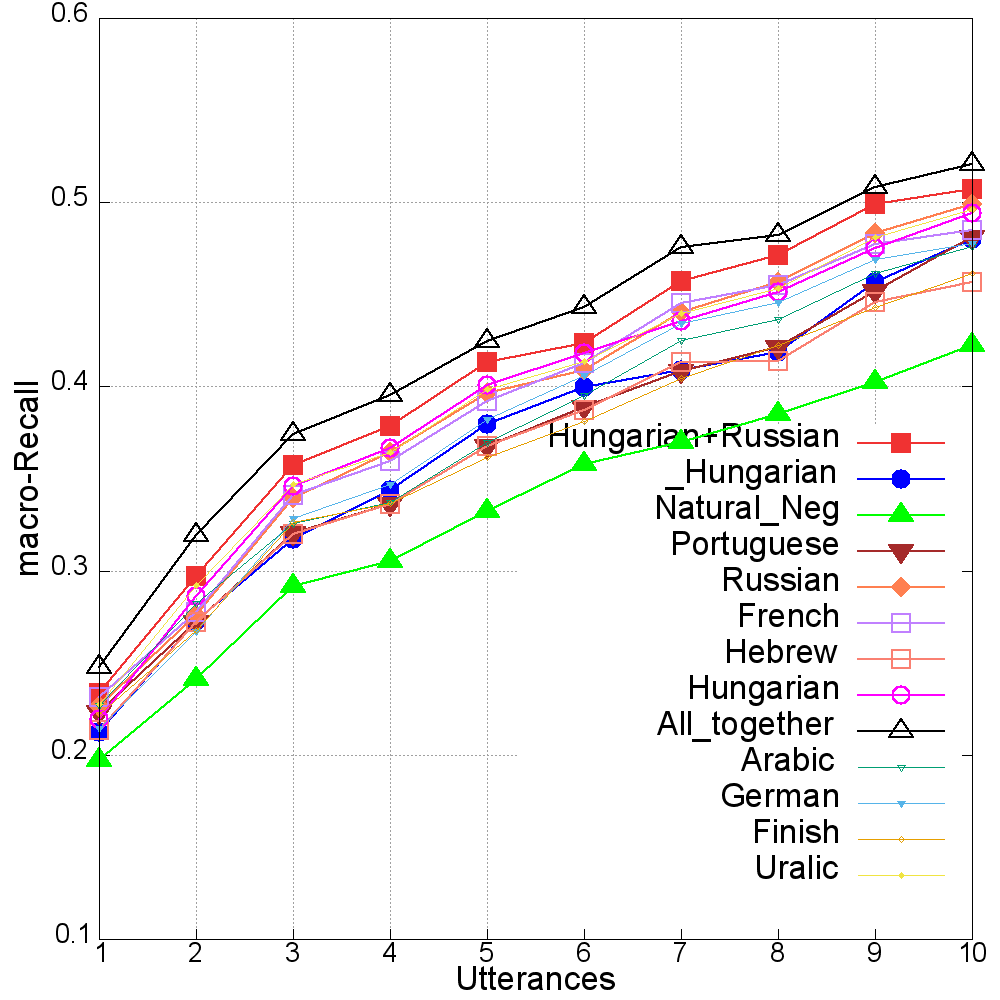 0.6
0.5
0.4
0.3
0.2
0.1
macro-Recall
Hungarian+Russian
_Hungarian
Natural_Neg
Portuguese
Russian
French
Hebrew
Hungarian
All_together
Arabic
German
Finish
Uralic
1 2 3 4 5 6 7 8 9 10
Utterances